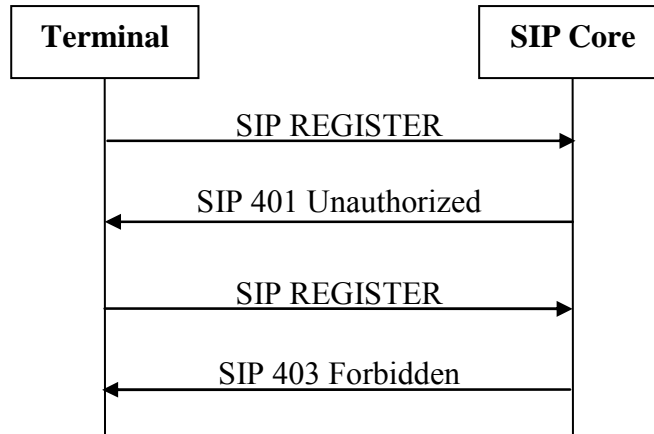 Terminal
SIP Core
SIP REGISTER
SIP 401 Unauthorized
SIP REGISTER
SIP 403 Forbidden